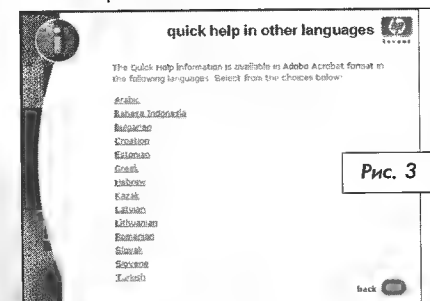 quick help in other languages
hp
invent
The Quick Help information is available in Adobe Acrobat format in
the following languages. Select from the choices below:
Arabic
Bahasa Indonesia
Bulgarian
Croatian
Estonian
Greek
Hebrew
Kazak
Latvian
Lithuanian
Romanian
Slovak
Slovene
Turkish
Рис. 3
back